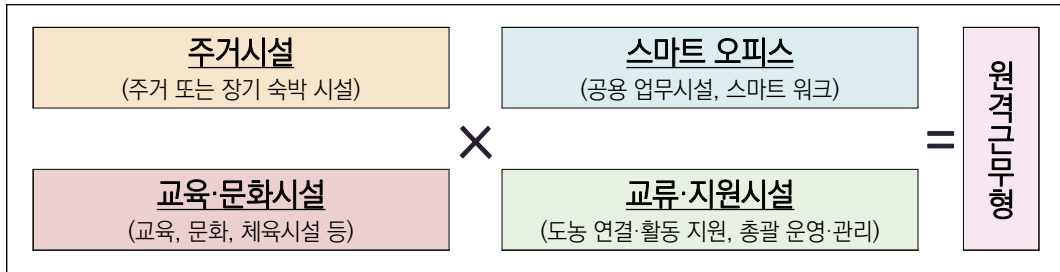 주거시설
(주거 또는 장기 숙박 시설)
스마트 오피스
(공용 업무시설, 스마트 워크)
×
=
원격근무형
교육·문화시설
(교육, 문화, 체육시설 등)
교류·지원시설
(도농 연결·활동 지원, 총괄 운영·관리)